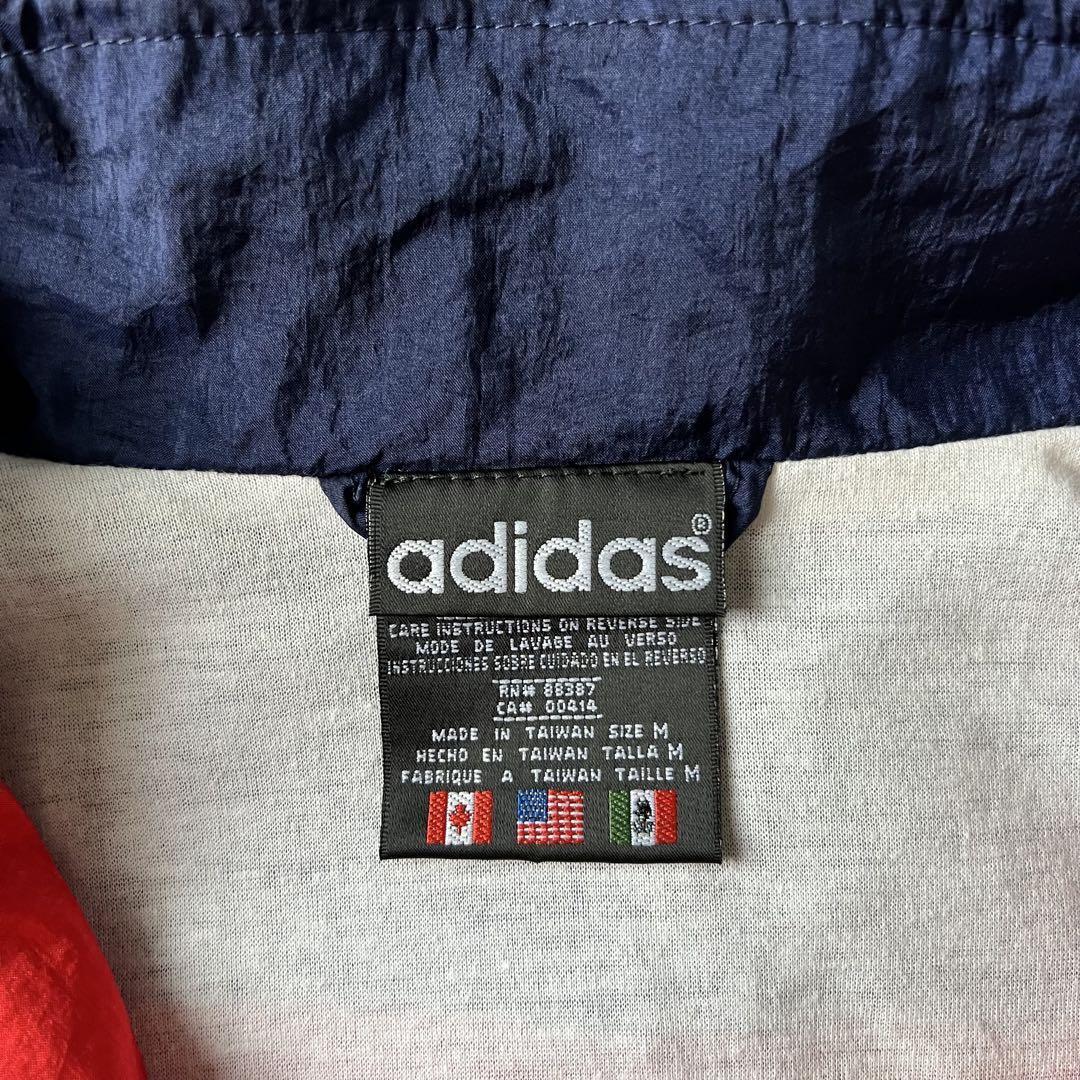 adidas®
CARE INSTRUCTIONS ON REVERSE SIDE
MODE DE LAVAGE AU VERSO
INSTRUCCIONES SOBRE CUIDADO EN EL REVERSO
RN# 88387
CA# 00414
MADE IN TAIWAN SIZE M
HECHO EN TAIWAN TALLA M
FABRIQUE A TAIWAN TAILLE M